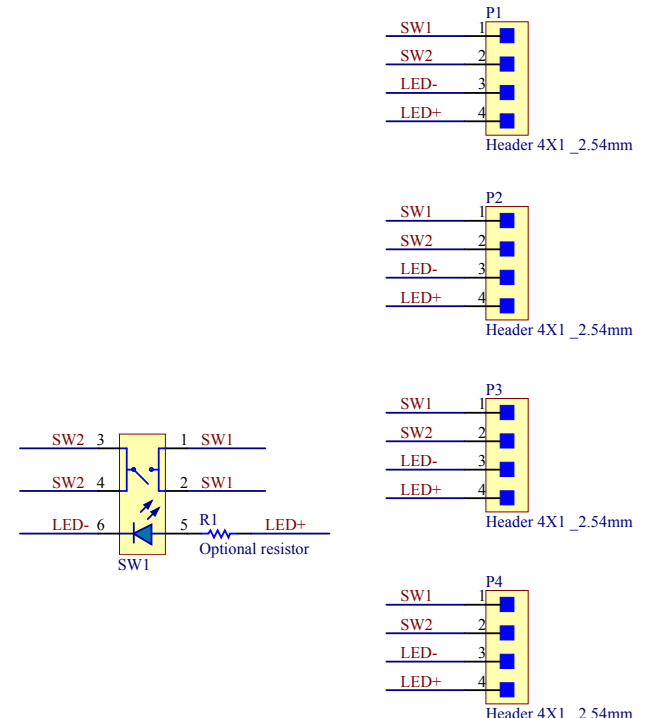 P1
SW1 1
SW2 2
LED- 3
LED+ 4
Header 4X1 _2.54mm
P2
SW1 1
SW2 2
LED- 3
LED+ 4
Header 4X1 _2.54mm
P3
SW1 1
SW2 2
LED- 3
LED+ 4
Header 4X1 _2.54mm
SW2 3 1 SW1
SW2 4 2 SW1
LED- 6 5 R1 LED+
Optional resistor
SW1
P4
SW1 1
SW2 2
LED- 3
LED+ 4
Header 4X1 _2.54mm